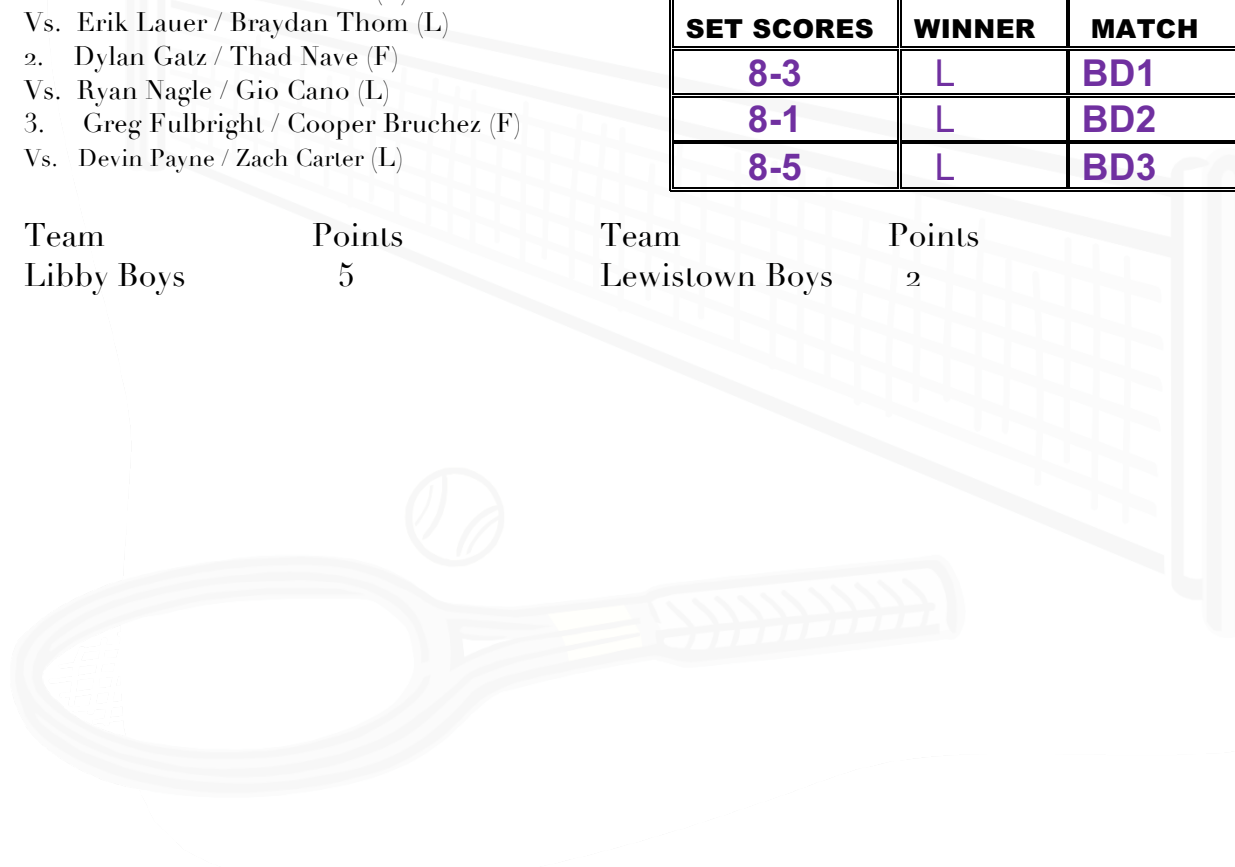 Vs. Erik Lauer / Braydan Thom (L)
2. Dylan Gatz / Thad Nave (F)
Vs. Ryan Nagle / Gio Cano (L)
3. Greg Fulbright / Cooper Bruchez (F)
Vs. Devin Payne / Zach Carter (L)
SET SCORES WINNER MATCH
8-3 L BD1
8-1 L BD2
8-5 L BD3
Team Points Team Points
Libby Boys 5 Lewistown Boys 2